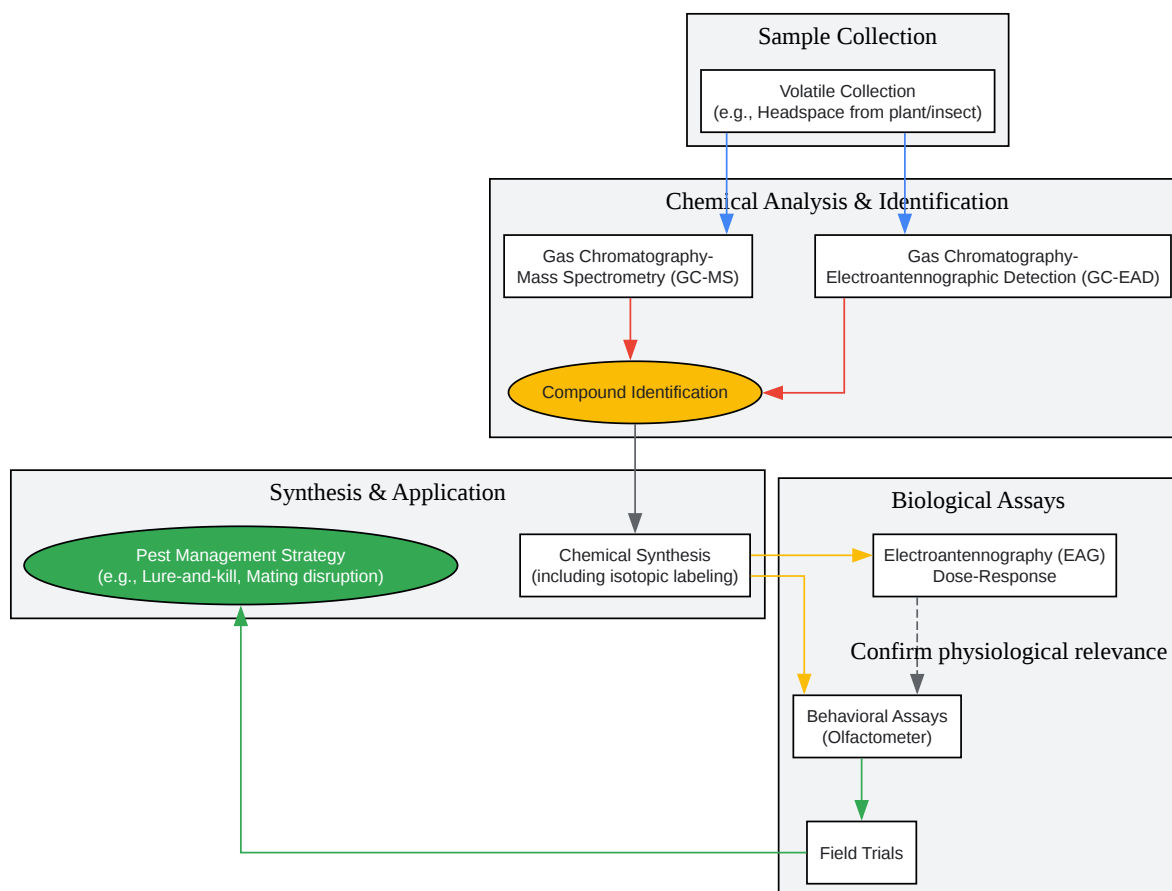 Sample Collection
Volatile Collection
(e.g., Headspace from plant/insect)
Chemical Analysis & Identification
Gas Chromatography-
Mass Spectrometry (GC-MS)
Gas Chromatography-
Electroantennographic Detection (GC-EAD)
Compound Identification
Synthesis & Application
Pest Management Strategy
(e.g., Lure-and-kill, Mating disruption)
Chemical Synthesis
(including isotopic labeling)
Biological Assays
Electroantennography (EAG)
Dose-Response
Confirm physiological relevance
Behavioral Assays
(Olfactometer)
Field Trials